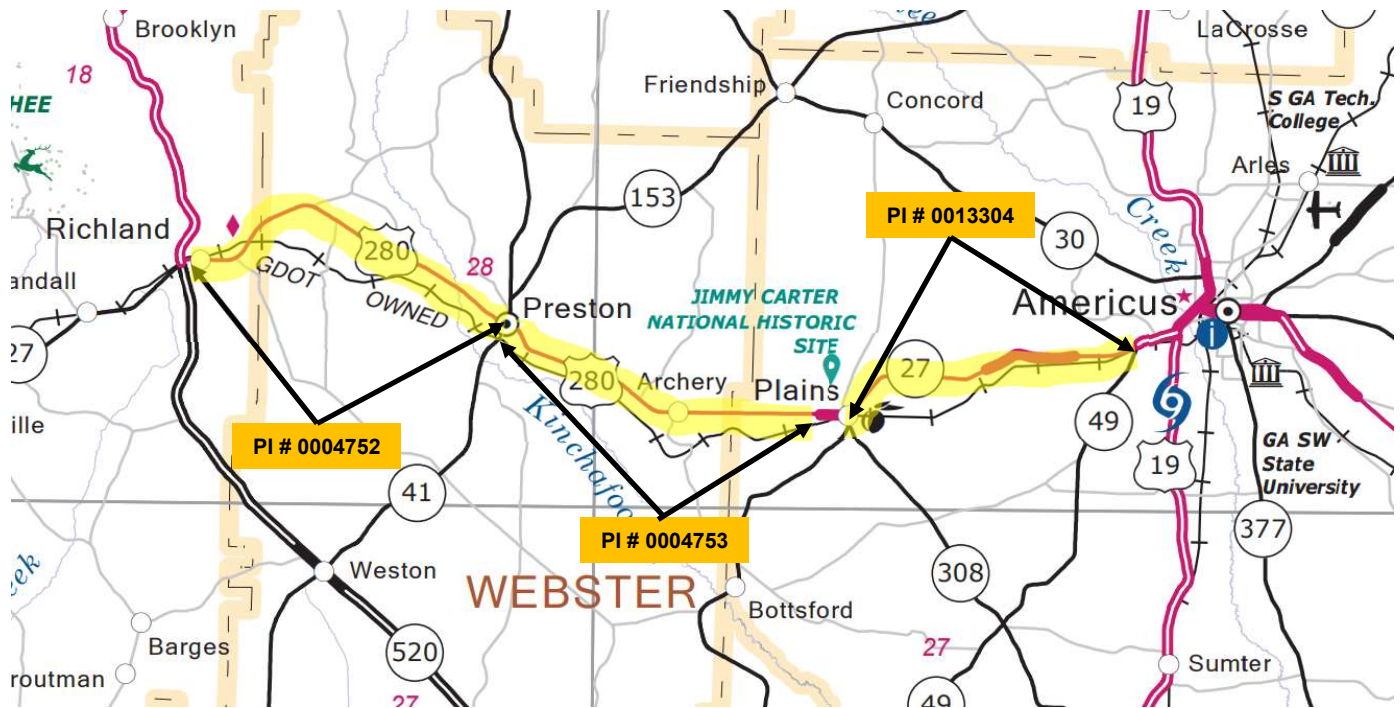 Brooklyn
LaCrosse
18
19
HEE
Friendship
Concord
S GA Tech.
College
Arles
153
PI # 0013304
30
Creek
Richland
280
28
GDOT OWNED
andall
Preston
JIMMY CARTER
NATIONAL HISTORIC
SITE
Americus
i
27
280
Archery
Plains
27
ille
PI # 0004752
Kinchafoo
49
19
GA SW
State
University
41
PI # 0004753
377
eek
Weston
WEBSTER
308
Bottsford
Barges
520
27
Sumter
routman
27
49